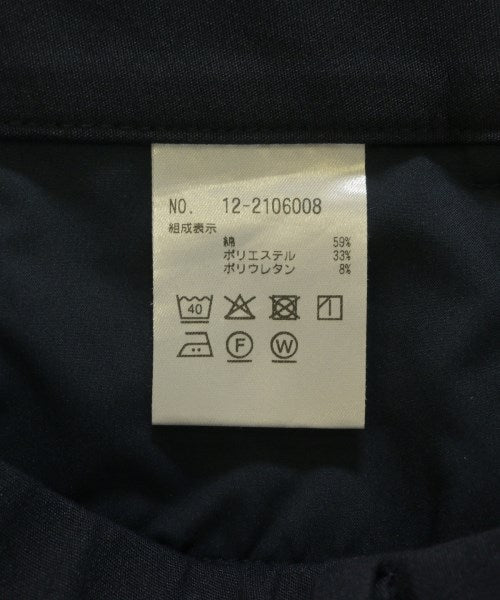 NO. 12-2106008
組成表示
綿 59%
ポリエステル 33%
ポリウレタン 8%
40
F W